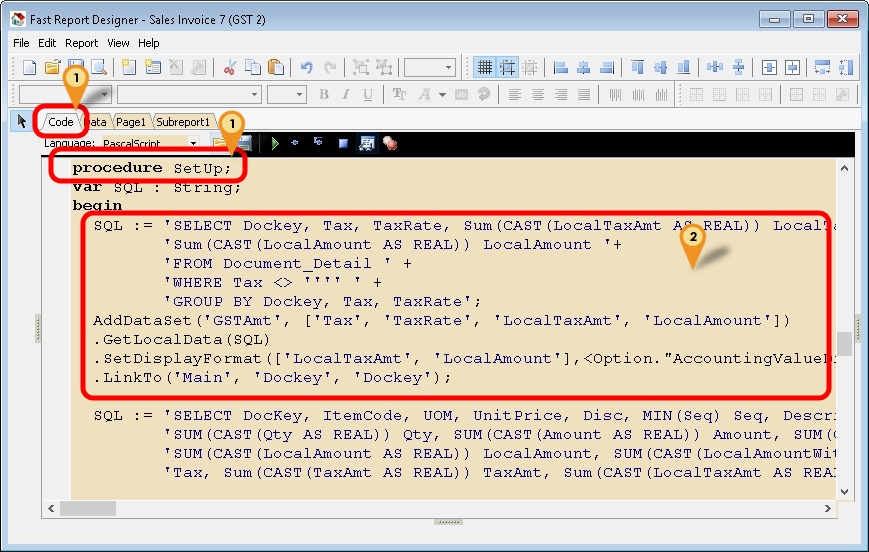 Fast Report Designer - Sales Invoice 7 (GST 2)
File Edit Report View Help
1
B I U
Code Data Page1 Subreport1
1
Language: PascalScript
procedure SetUp;
var SQL : String;
begin
SQL := 'SELECT Dockey, Tax, TaxRate, Sum(CAST(LocalTaxAmt AS REAL)) LocalTa
2
'Sum(CAST(LocalAmount AS REAL)) LocalAmount '+
'FROM Document_Detail ' +
'WHERE Tax <> '''' ' +
'GROUP BY Dockey, Tax, TaxRate';
AddDataSet('GSTAmt', ['Tax', 'TaxRate', 'LocalTaxAmt', 'LocalAmount'])
.GetLocalData(SQL)
.SetDisplayFormat(['LocalTaxAmt', 'LocalAmount'],<Option."AccountingValueDi
.LinkTo('Main', 'Dockey', 'Dockey');
SQL := 'SELECT DocKey, ItemCode, UOM, UnitPrice, Disc, MIN(Seq) Seq, Descri
'SUM(CAST(Qty AS REAL)) Qty, SUM(CAST(Amount AS REAL)) Amount, SUM(C
'SUM(CAST(LocalAmount AS REAL)) LocalAmount, SUM(CAST(LocalAmountWit
'Tax, Sum(CAST(TaxAmt AS REAL)) TaxAmt, Sum(CAST(LocalTaxAmt AS REAL